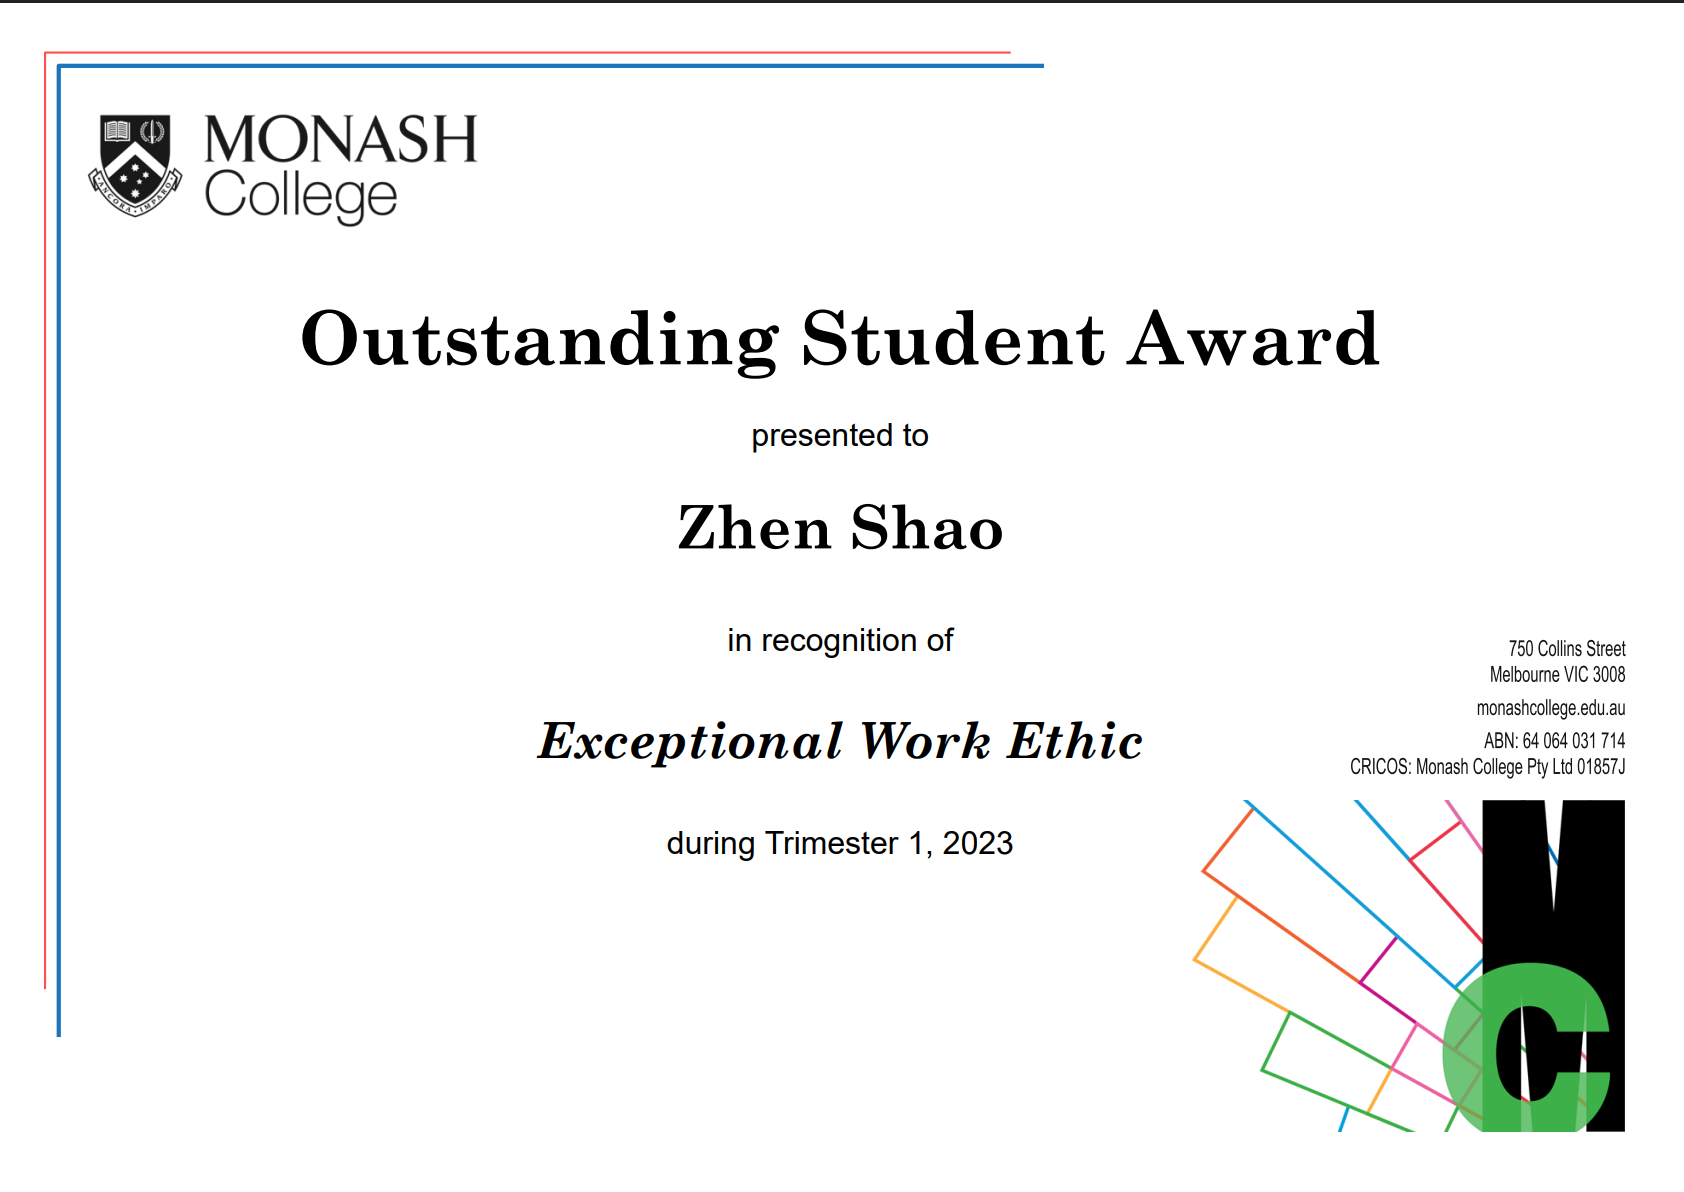 MONASH
College
ANCORA IMPARO
Outstanding Student Award
presented to
Zhen Shao
in recognition of
Exceptional Work Ethic
during Trimester 1, 2023
750 Collins Street
Melbourne VIC 3008
monashcollege.edu.au
ABN: 64 064 031 714
CRICOS: Monash College Pty Ltd 01857J
M
C